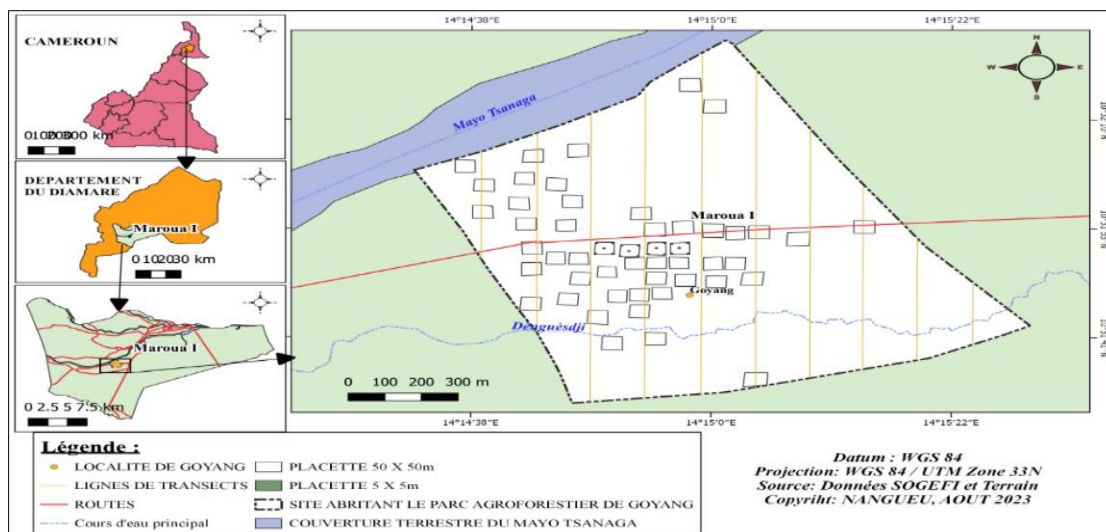 CAMEROUN
0100200300 km
DEPARTEMENT
DU DIAMARE
Maroua I
0 10 20 30 km
Maroua I
0 2.5 5 7.5 km
14°14'38" 14°15'0" 14°15'22"
N
W E
S
Mayo Tsanaga
Maroua I
Goyang
Denguèsdji
0 100 200 300 m
14°14'38" 14°15'0" 14°15'22"
Légende :
LOCALITE DE GOYANG
LIGNES DE TRANSECTS
ROUTES
Cours d'eau principal
PLACETTE 50 X 50m
PLACETTE 5 X 5m
SITE ABRITANT LE PARC AGROFORESTIER DE GOYANG
COUVERTURE TERRESTRE DU MAYO TSANAGA
Datum : WGS 84
Projection: WGS 84 / UTM Zone 33N
Source: Données SOGEFI et Terrain
Copyriht: NANGUEU, AOUT 2023